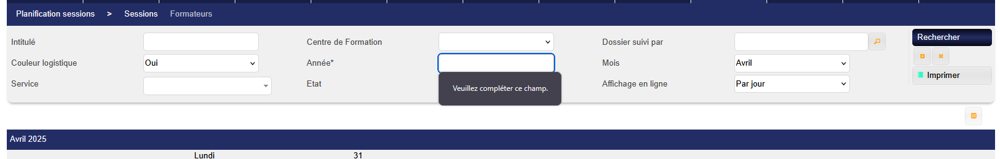 Planification sessions > Sessions Formateurs
Intitulé Centre de Formation Dossier suivi par Rechercher
Couleur logistique Oui Année* Mois Avril
Service Etat Affichage en ligne Par jour Imprimer
Veuillez compléter ce champ.
Avril 2025
Lundi 31